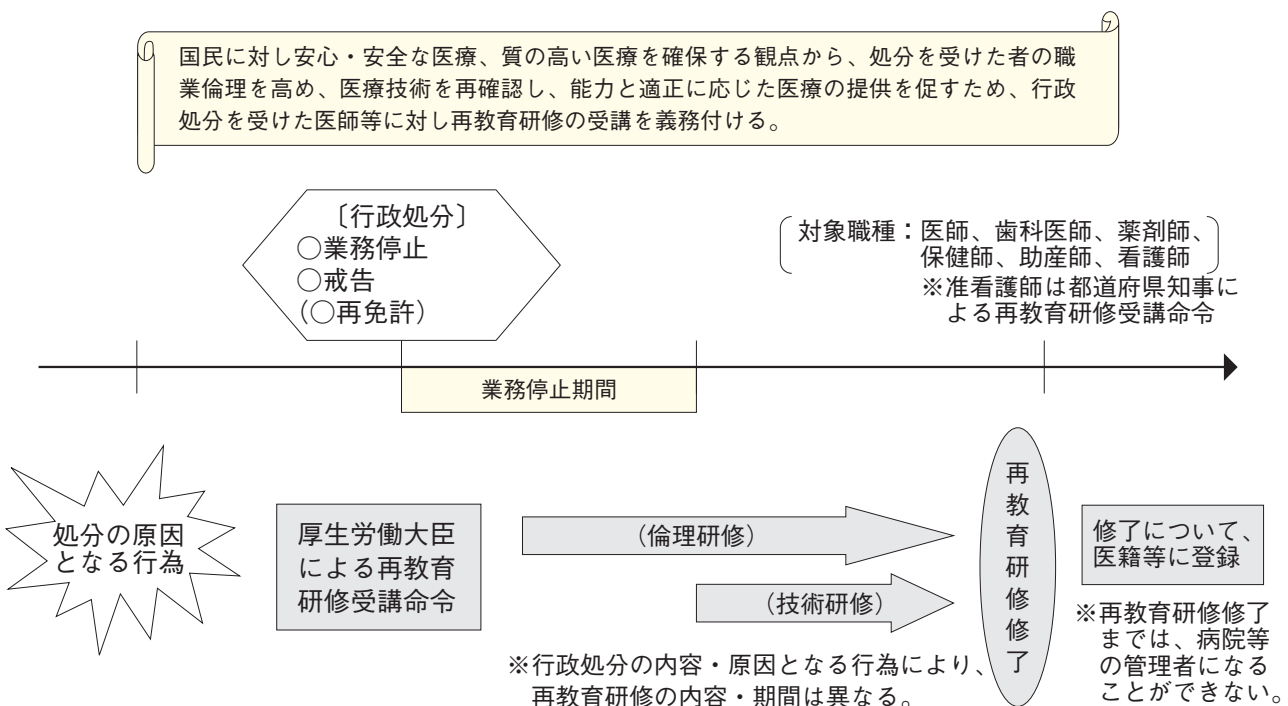 国民に対し安心・安全な医療、質の高い医療を確保する観点から、処分を受けた者の職
業倫理を高め、医療技術を再確認し、能力と適正に応じた医療の提供を促すため、行政
処分を受けた医師等に対し再教育研修の受講を義務付ける。
〔行政処分〕
○業務停止
○戒告
(○再免許)
対象職種：医師、歯科医師、薬剤師、
保健師、助産師、看護師
※准看護師は都道府県知事に
よる再教育研修受講命令
業務停止期間
処分の原因
となる行為
厚生労働大臣
による再教育
研修受講命令
(倫理研修)
(技術研修)
※行政処分の内容・原因となる行為により、
再教育研修の内容・期間は異なる。
再教育研修修了
修了について、
医籍等に登録
※再教育研修修了
までは、病院等
の管理者になる
ことができない。